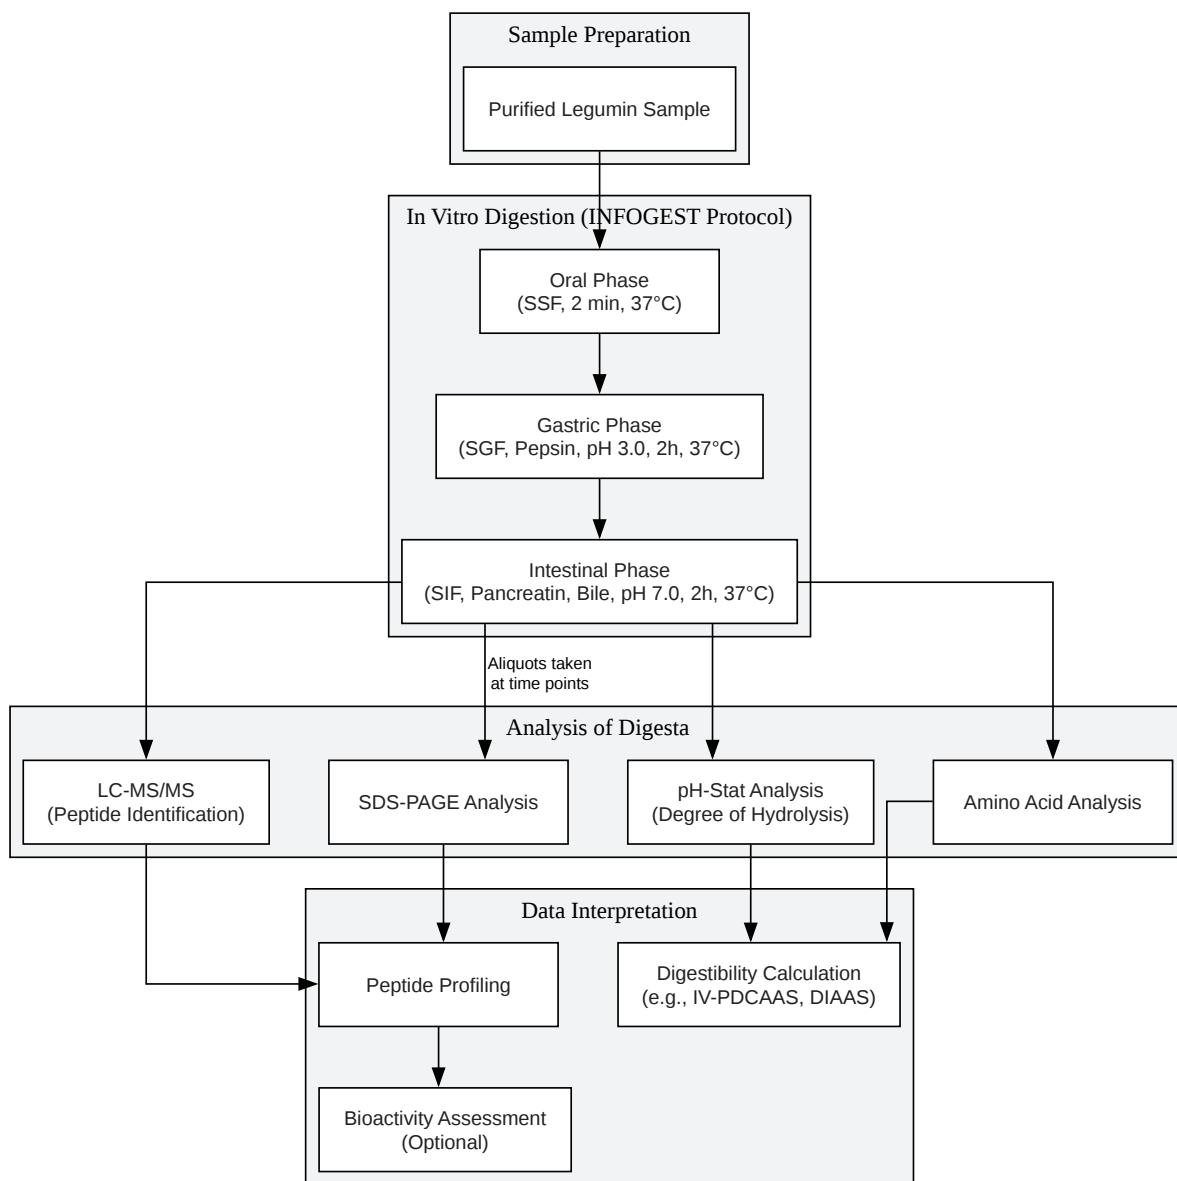 Sample Preparation
Purified Legumin Sample
In Vitro Digestion (INFOGEST Protocol)
Oral Phase
(SSF, 2 min, 37°C)
Gastric Phase
(SGF, Pepsin, pH 3.0, 2h, 37°C)
Intestinal Phase
(SIF, Pancreatin, Bile, pH 7.0, 2h, 37°C)
Aliquots taken
at time points
Analysis of Digesta
LC-MS/MS
(Peptide Identification)
SDS-PAGE Analysis
pH-Stat Analysis
(Degree of Hydrolysis)
Amino Acid Analysis
Data Interpretation
Peptide Profiling
Digestibility Calculation
(e.g., IV-PDCAAS, DIAAS)
Bioactivity Assessment
(Optional)